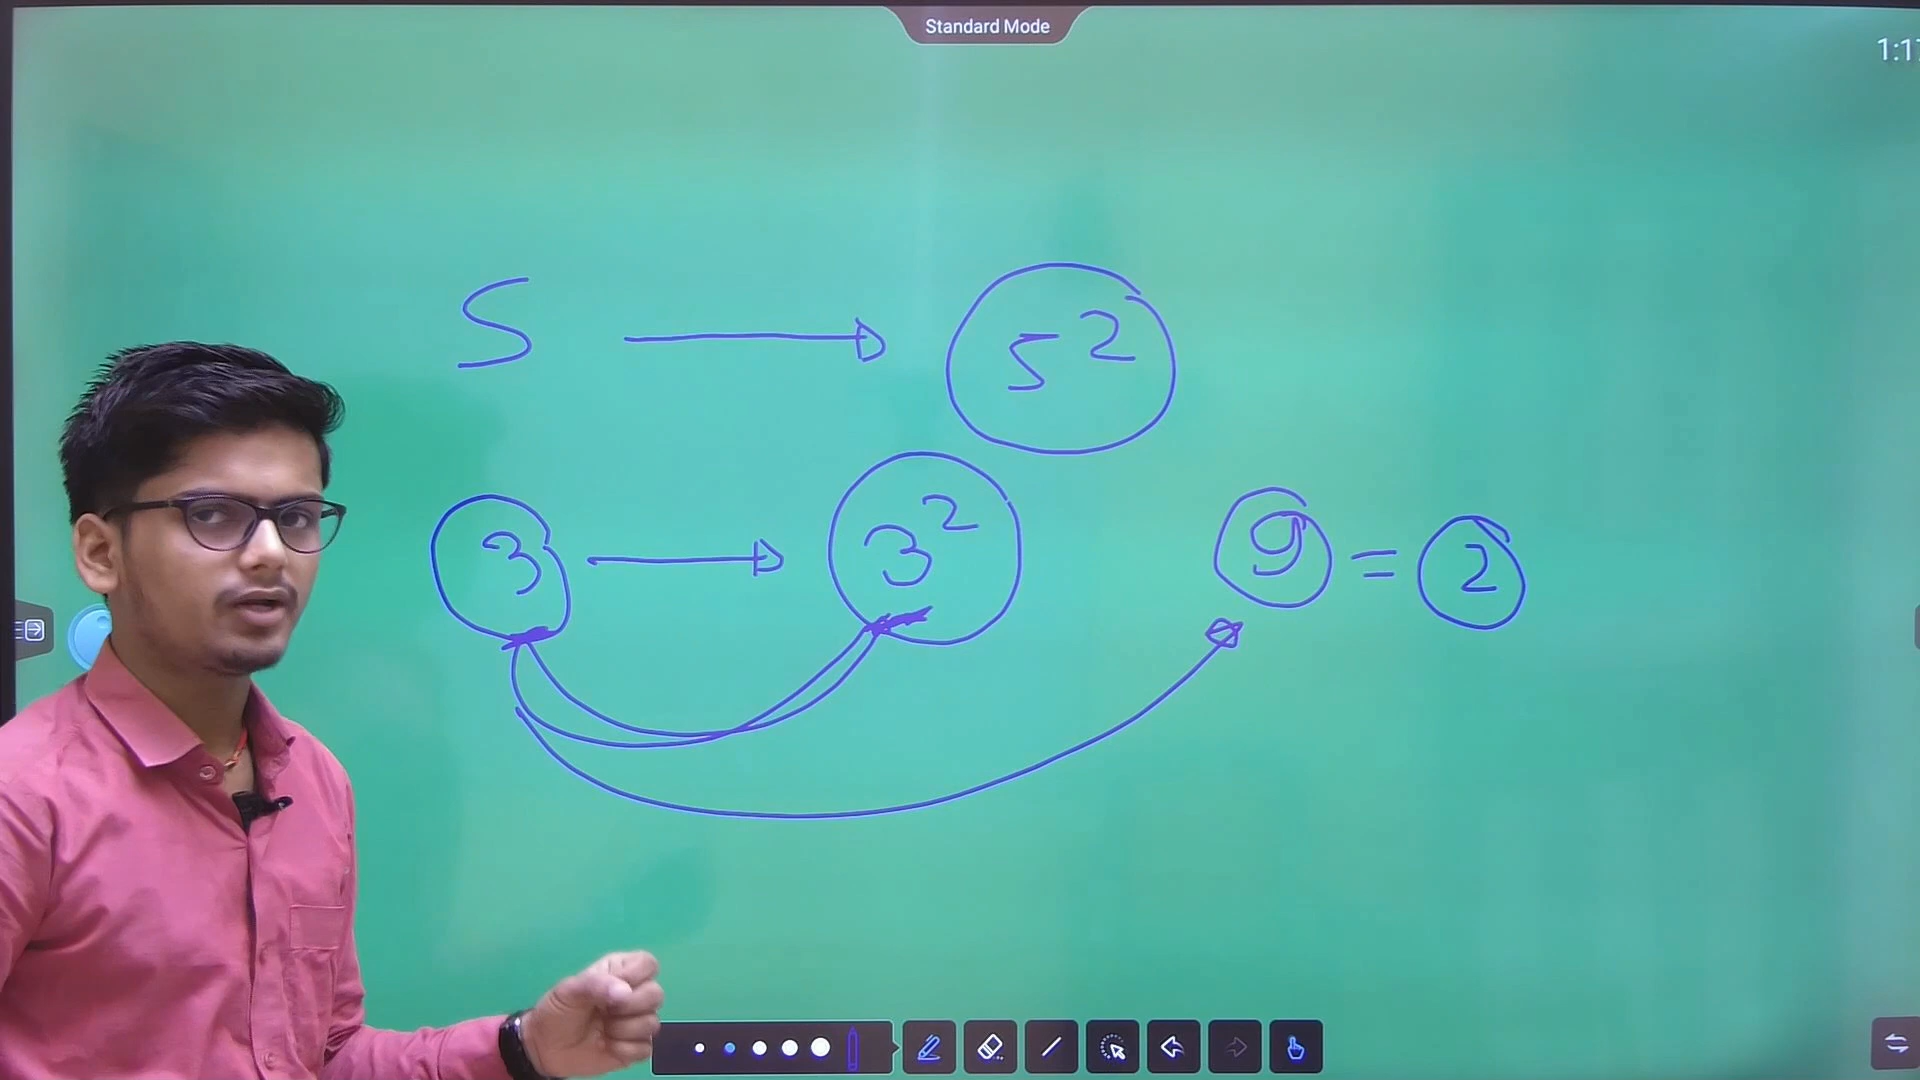 Standard Mode
1:1
5 → 5²
3 → 3² 9 = 2